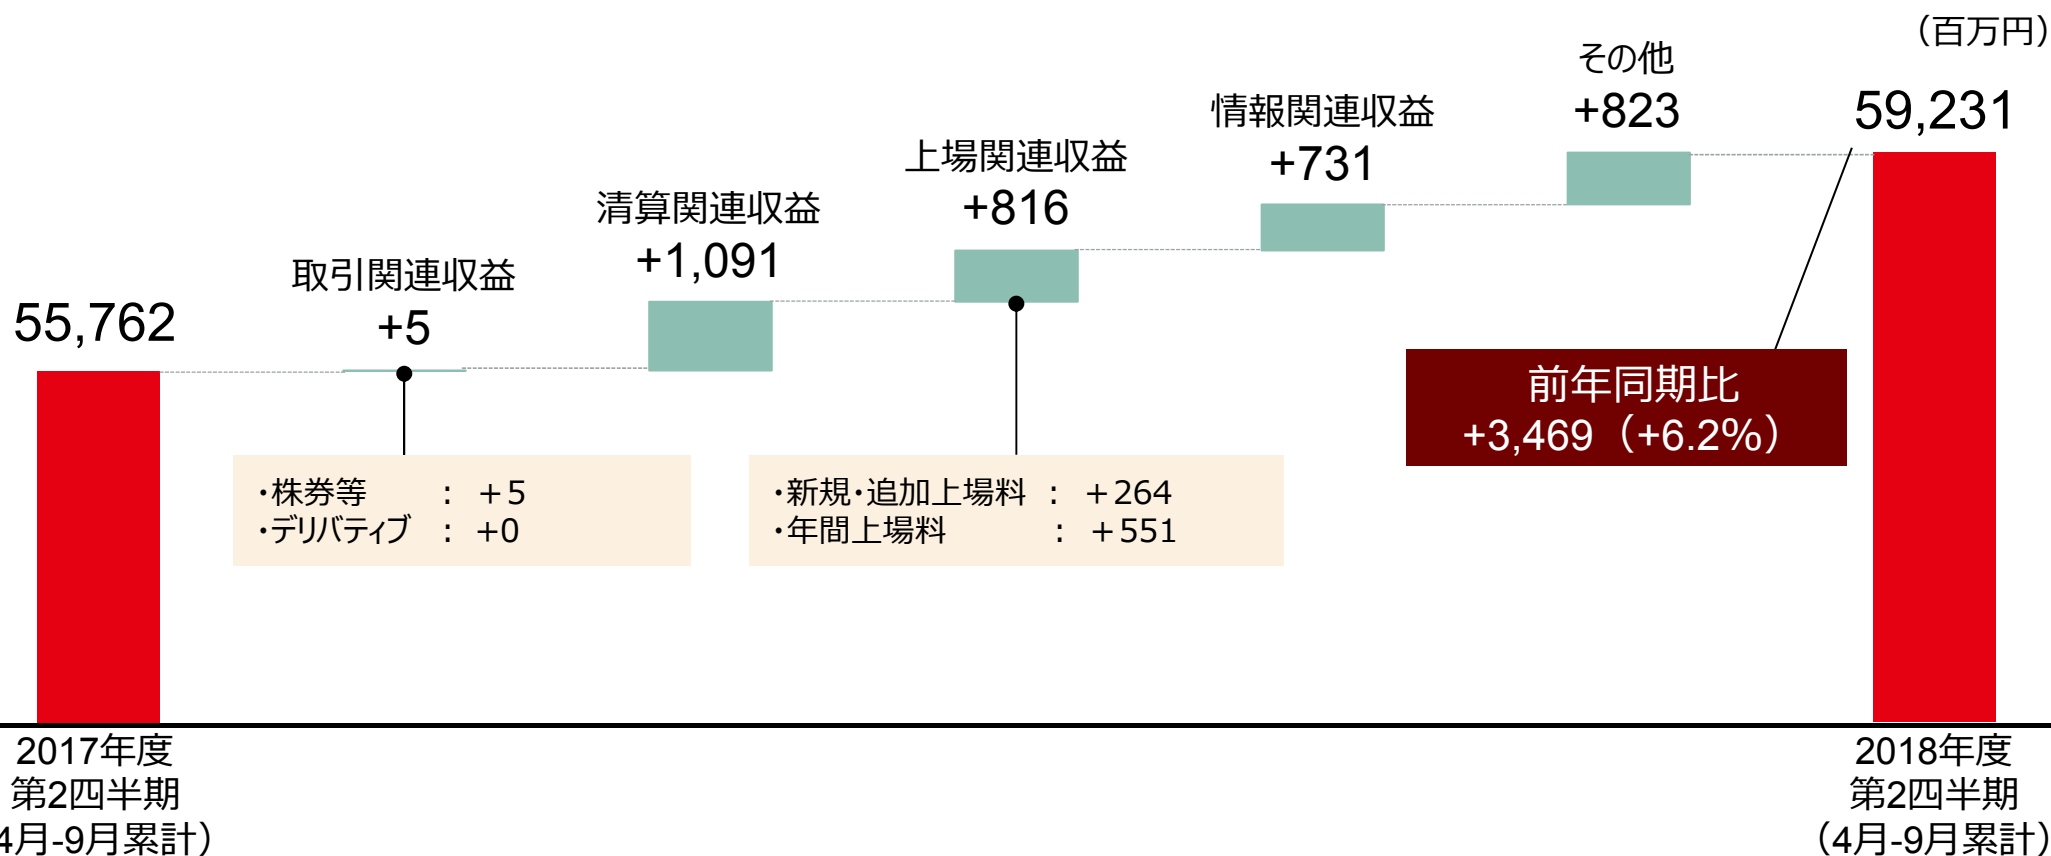 （百万円）
その他
+823
59,231
情報関連収益
+731
上場関連収益
+816
清算関連収益
+1,091
取引関連収益
+5
55,762
前年同期比
+3,469（+6.2%）
・株券等　　：　＋5
・デリバティブ　：　+0
・新規・追加上場料　：　＋264
・年間上場料　　　　：　＋551
2017年度
第2四半期
4月-9月累計）
2018年度
第2四半期
（4月-9月累計）